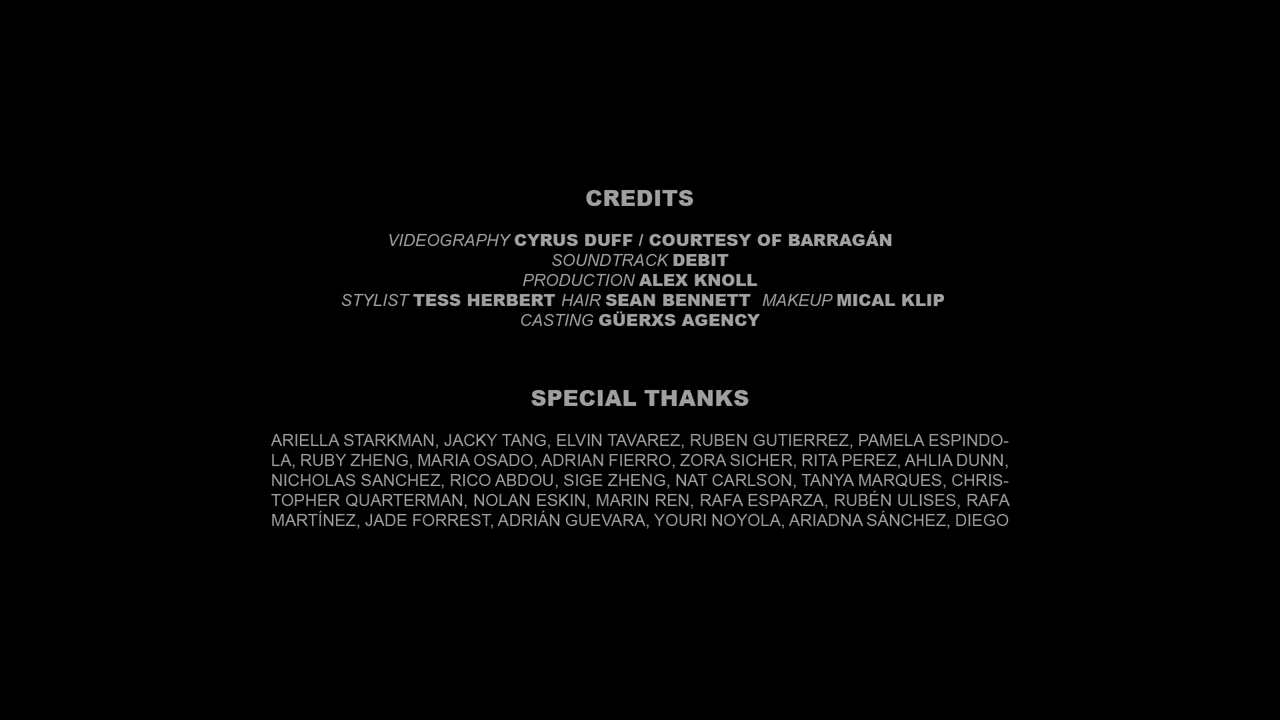 CREDITS
VIDEOGRAPHY CYRUS DUFF / COURTESY OF BARRAGÁN
SOUNDTRACK DEBIT
PRODUCTION ALEX KNOLL
STYLIST TESS HERBERT HAIR SEAN BENNETT MAKEUP MICAL KLIP
CASTING GÜERXS AGENCY
SPECIAL THANKS
ARIELLA STARKMAN, JACKY TANG, ELVIN TAVAREZ, RUBEN GUTIERREZ, PAMELA ESPINDO-
LA, RUBY ZHENG, MARIA OSADO, ADRIAN FIERRO, ZORA SICHER, RITA PEREZ, AHLIA DUNN,
NICHOLAS SANCHEZ, RICO ABDOU, SIGE ZHENG, NAT CARLSON, TANYA MARQUES, CHRIS-
TOPHER QUARTERMAN, NOLAN ESKIN, MARIN REN, RAFA ESPARZA, RUBÉN ULISES, RAFA
MARTÍNEZ, JADE FORREST, ADRIÁN GUEVARA, YOURI NOYOLA, ARIADNA SÁNCHEZ, DIEGO